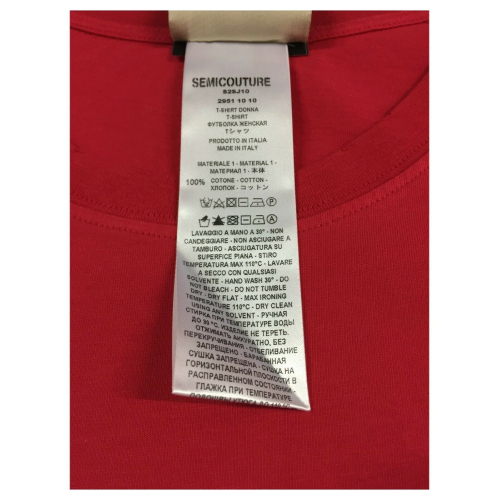 SEMICOUTURE
S2SJ10
2951 10 10
T-SHIRT DONNA
T-SHIRT
ФУТБОЛКА ЖЕНСКАЯ
Tシャツ
PRODOTTO IN ITALIA
MADE IN ITALY
MATERIALE 1 - MATERIAL 1 -
МАТЕРИАЛ 1 - 本体
100% COTONE - COTTON -
ХЛОПОК - コットン
LAVAGGIO A MANO A 30° - NON
CANDEGGIARE - NON ASCIUGARE A
TAMBURO - ASCIUGATURA SU
SUPERFICE PIANA - STIRO
TEMPERATURA MAX 110°C - LAVARE
A SECCO CON QUALSIASI
SOLVENTE - HAND WASH 30° - DO
NOT BLEACH - DO NOT TUMBLE
DRY - DRY FLAT - MAX IRONING
TEMPERATURE 110°C - DRY CLEAN
USING ANY SOLVENT - РУЧНАЯ
СТИРКА ПРИ ТЕМПЕРАТУРЕ ВОДЫ
ДО 30°C. ИЗДЕЛИЕ НЕ ТЕРЕТЬ.
ОТЖИМАТЬ АККУРАТНО, БЕЗ
ПЕРЕКРУЧИВАНИЯ - ОТБЕЛИВАНИЕ
ЗАПРЕЩЕНО - БАРАБАННАЯ
СУШКА ЗАПРЕЩЕНА - СУШКА НА
ГОРИЗОНТАЛЬНОЙ ПЛОСКОСТИ В
РАСПРАВЛЕННОМ СОСТОЯНИИ -
ГЛАЖКА ПРИ ТЕМПЕРАТУРЕ